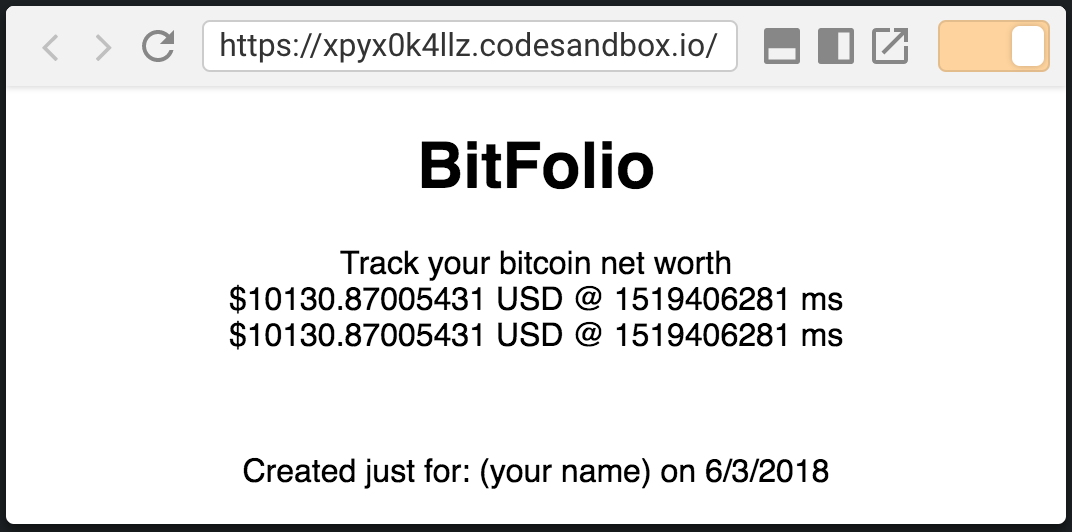 https://xpyx0k4llz.codesandbox.io/
BitFolio
Track your bitcoin net worth
$10130.87005431 USD @ 1519406281 ms
$10130.87005431 USD @ 1519406281 ms
Created just for: (your name) on 6/3/2018